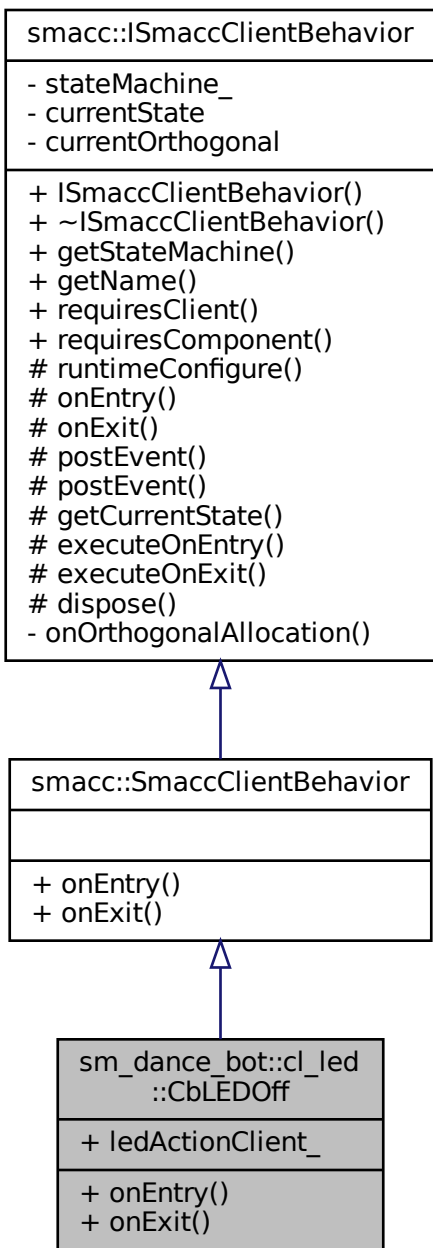 smacc::ISmaccClientBehavior
- stateMachine_
- currentState
- currentOrthogonal
+ ISmaccClientBehavior()
+ ~ISmaccClientBehavior()
+ getStateMachine()
+ getName()
+ requiresClient()
+ requiresComponent()
# runtimeConfigure()
# onEntry()
# onExit()
# postEvent()
# postEvent()
# getCurrentState()
# executeOnEntry()
# executeOnExit()
# dispose()
- onOrthogonalAllocation()
smacc::SmaccClientBehavior
+ onEntry()
+ onExit()
sm_dance_bot::cl_led
::CbLEDOff
+ ledActionClient_
+ onEntry()
+ onExit()